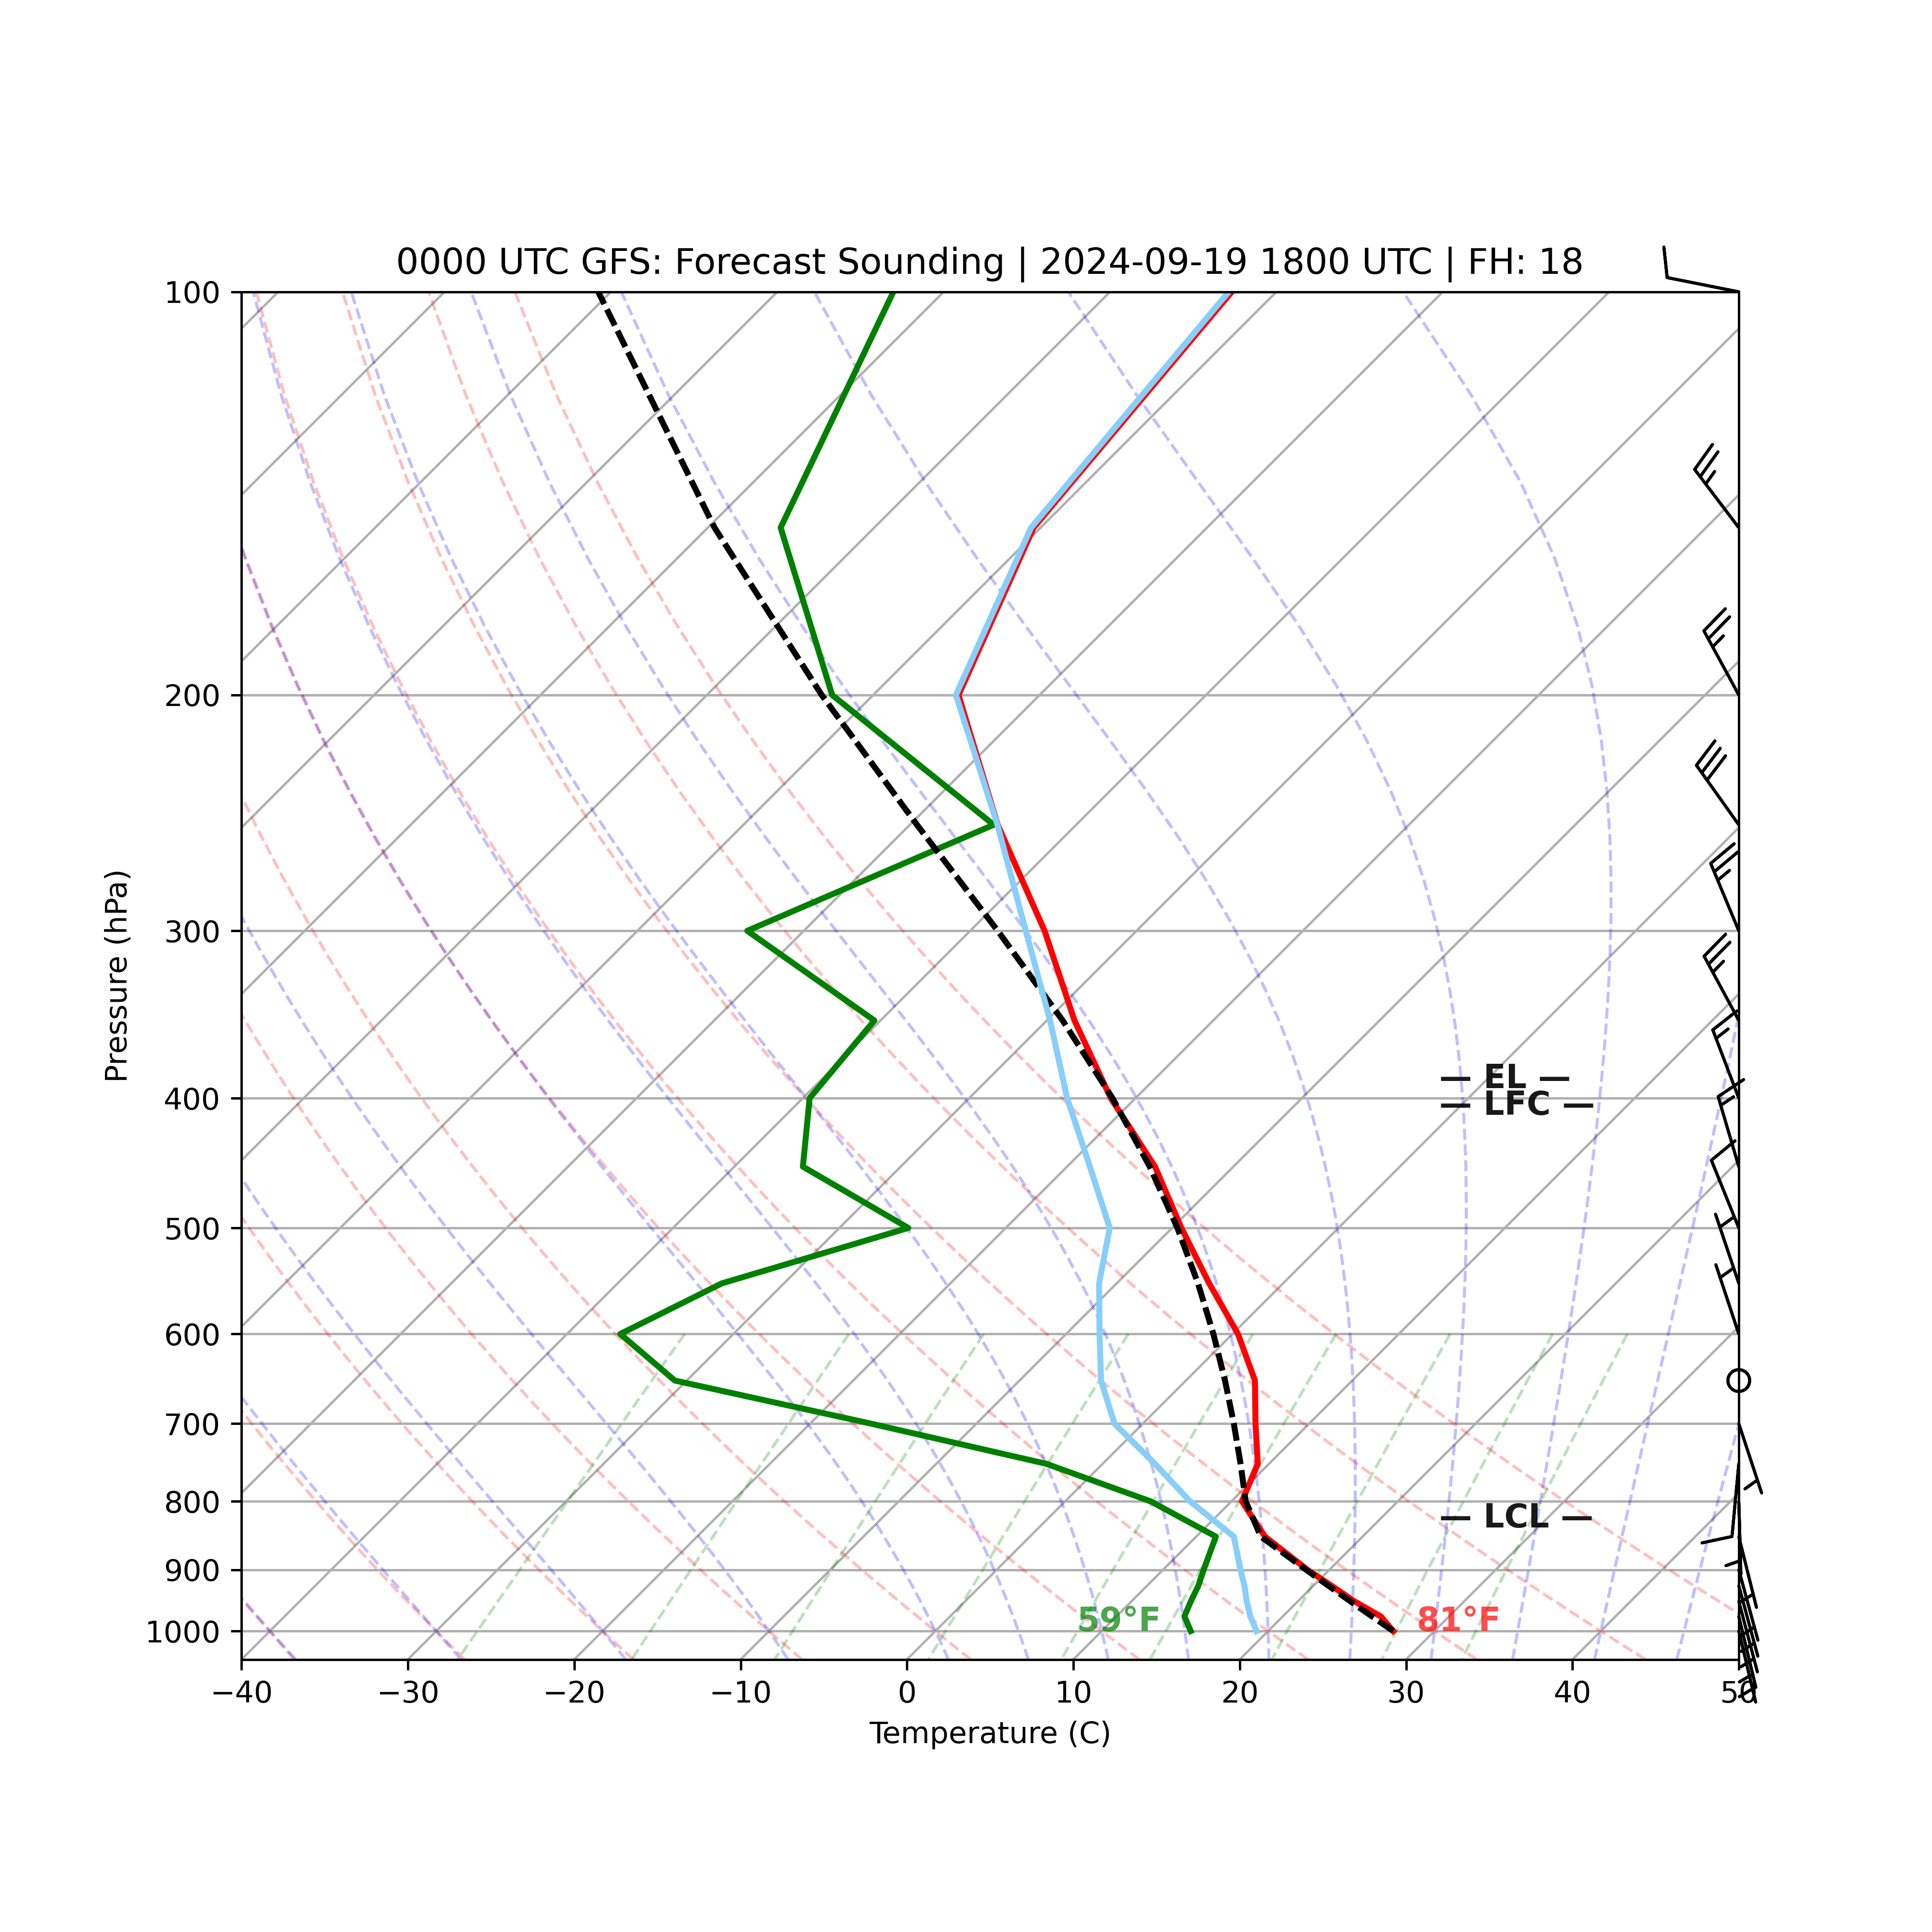 0000 UTC GFS: Forecast Sounding | 2024-09-19 1800 UTC | FH: 18
100
200
300
400
500
600
700
800
900
1000
Pressure (hPa)
— EL —
— LFC —
— LCL —
59°F
81°F
−40 −30 −20 −10 0 10 20 30 40 50
Temperature (C)